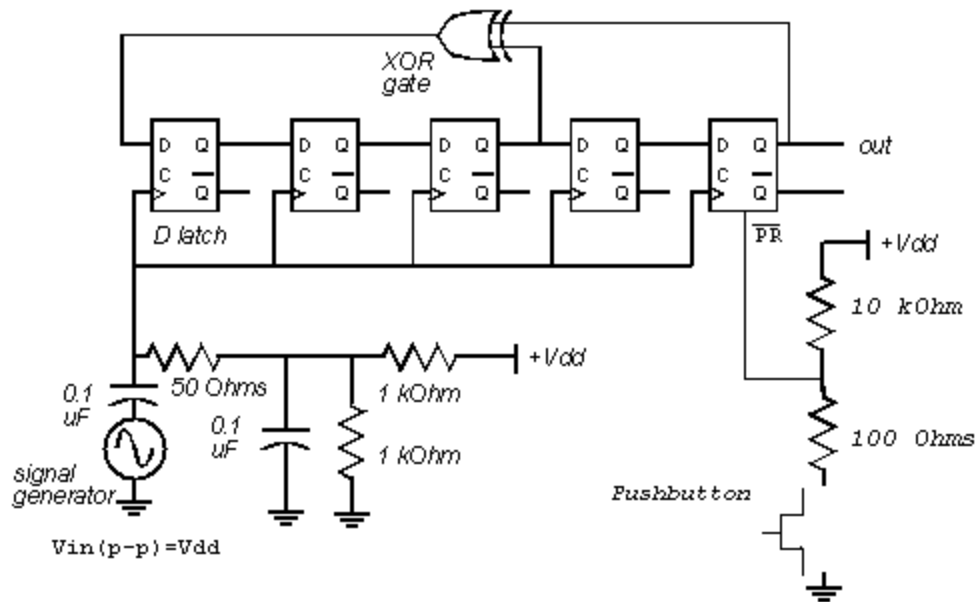 XOR
gate
D Q
C
Q
D Q
C
Q
D Q
C
Q
D Q
C
Q
D Q
C
Q
out
D latch
PR
+Vdd
10 kOhm
+Vdd
50 Ohms
1 kOhm
0.1
uF
0.1
uF
1 kOhm
100 Ohms
signal
generator
Pushbutton
Vin(p-p)=Vdd